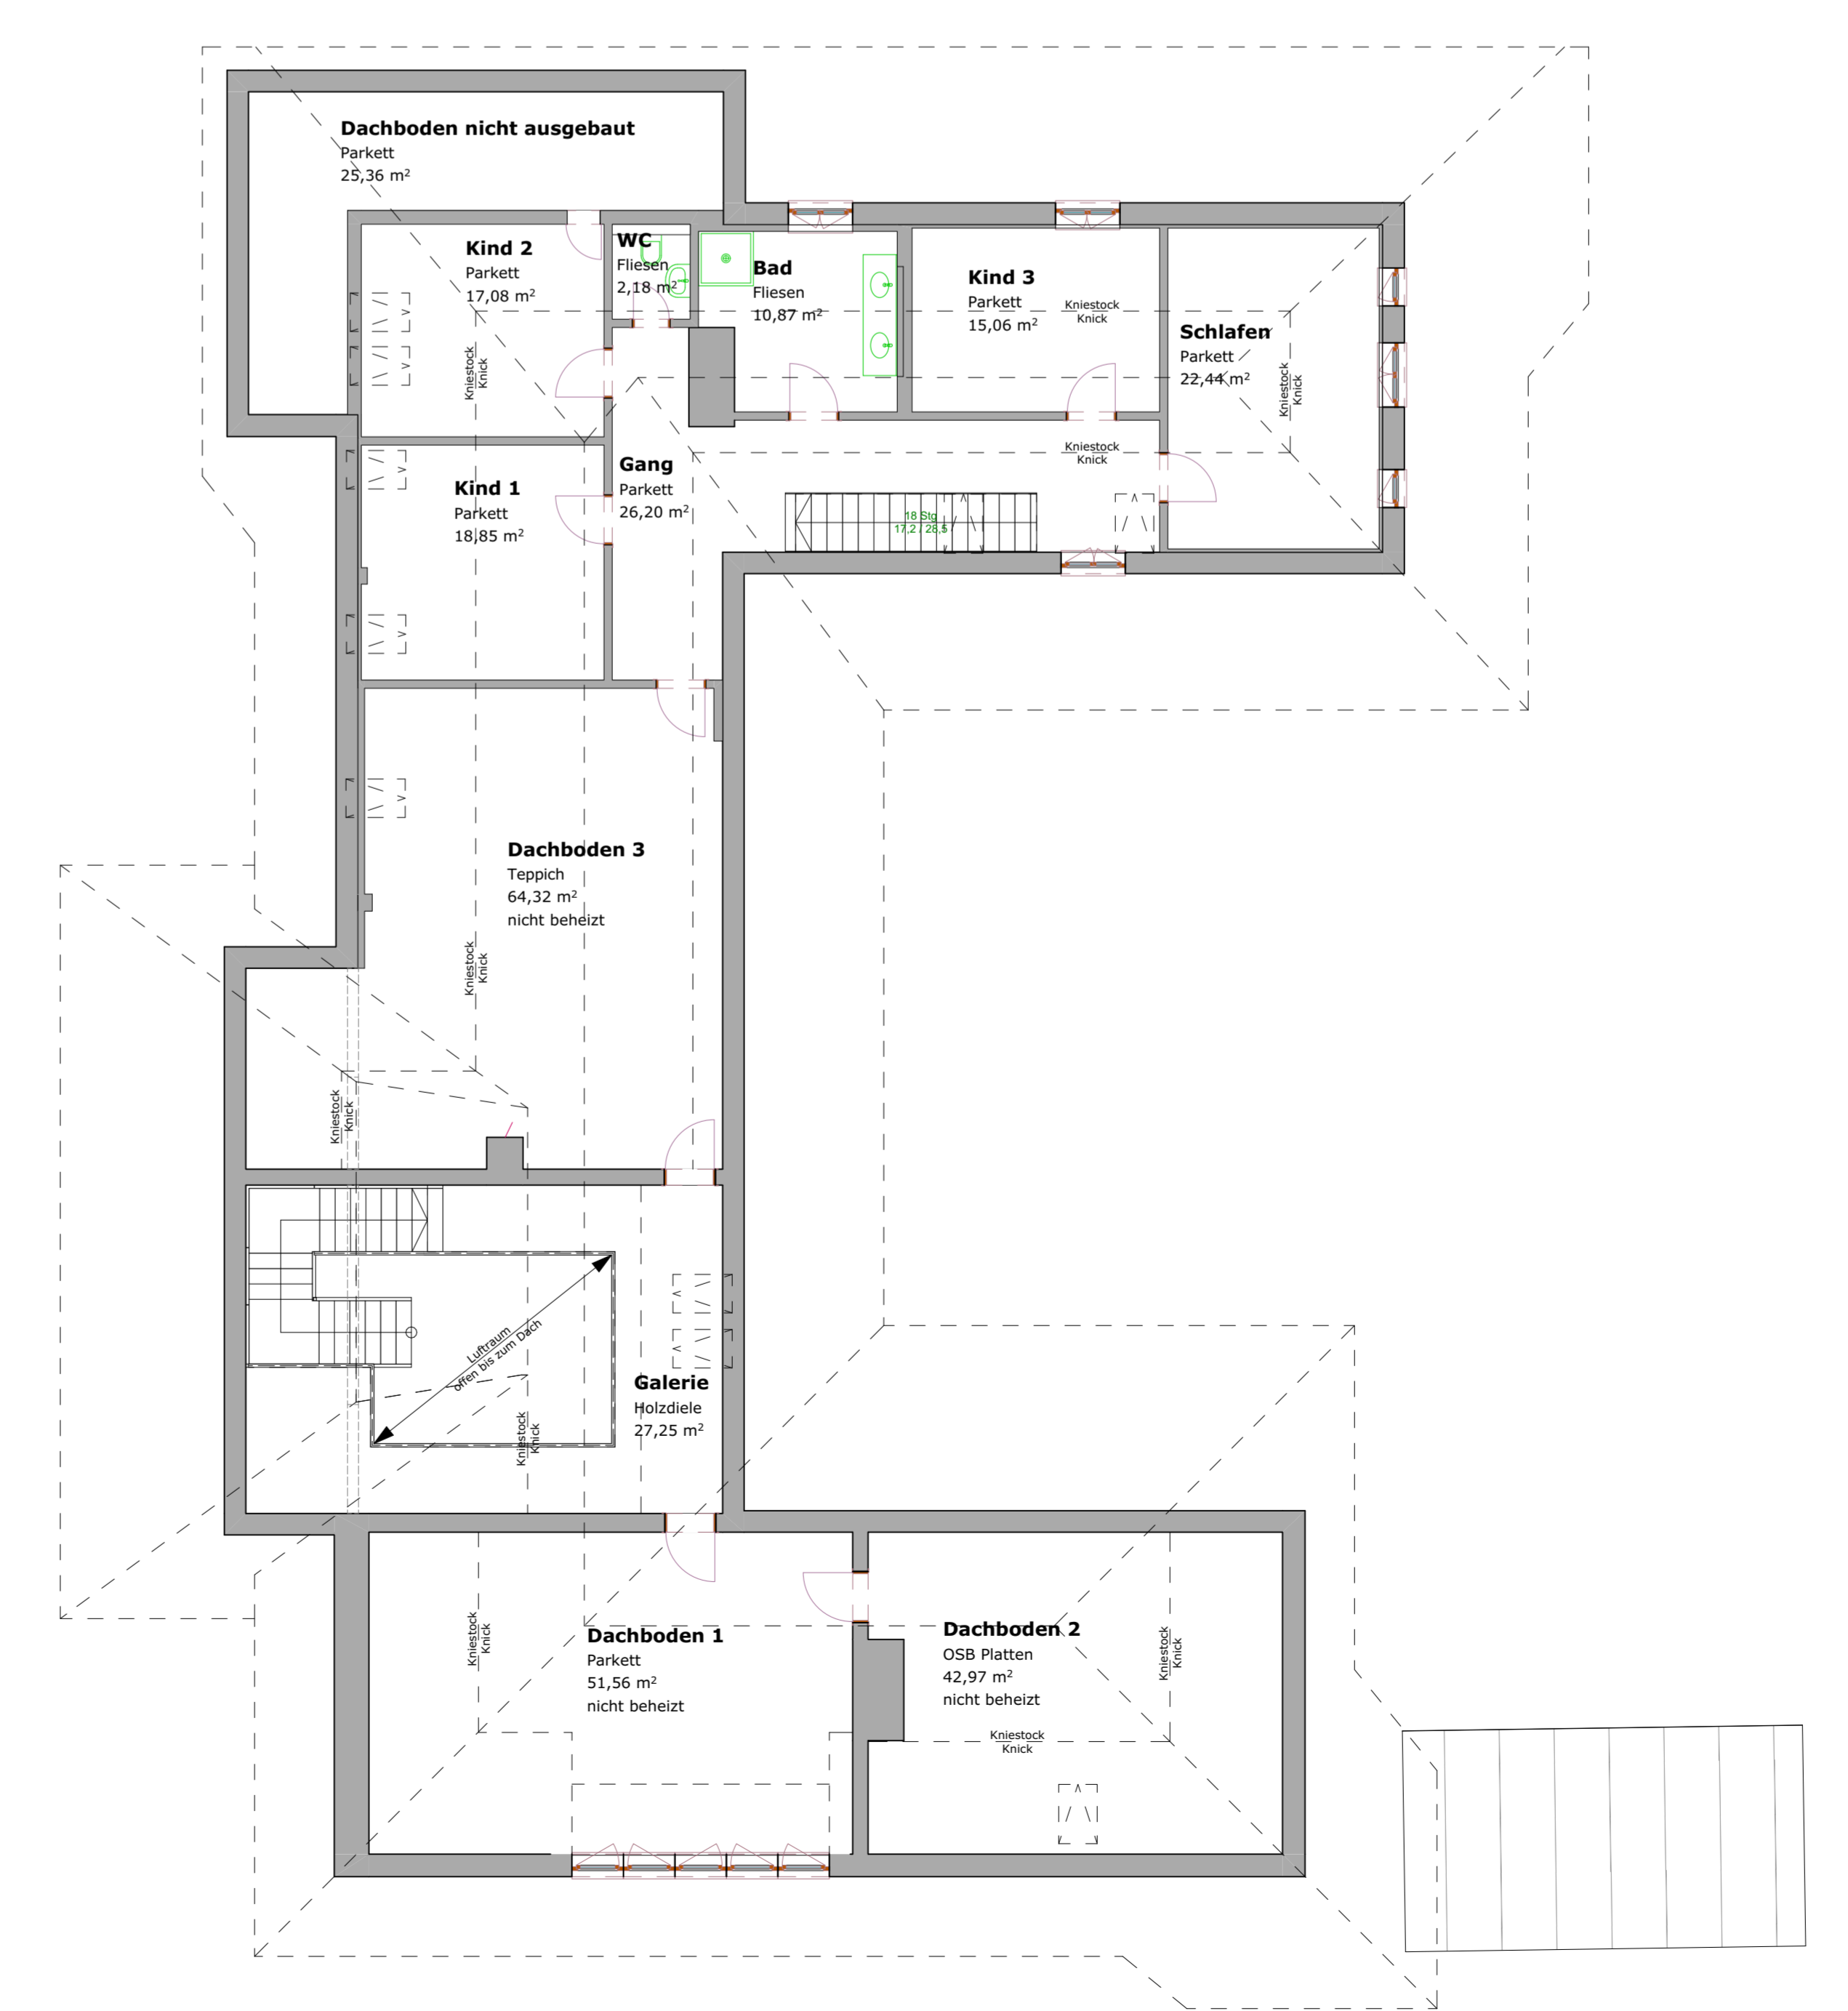 Dachboden nicht ausgebaut
Parkett
25,36 m²
Kind 2
Parkett
17,08 m²
WC
Fliesen
2,18 m²
Bad
Fliesen
10,87 m²
Kind 3
Parkett
15,06 m²
Kniestock
Knick
Schlafen
Parkett
22,44 m²
Kniestock
Knick
Kniestock
Knick
Kniestock
Knick
Gang
Parkett
26,20 m²
Kind 1
Parkett
18,85 m²
18 Stg
17,2 / 28,5
Dachboden 3
Teppich
64,32 m²
nicht beheizt
Kniestock
Knick
Kniestock
Knick
Luftraum
offen bis zum Dach
Galerie
Holzdiele
27,25 m²
Kniestock
Knick
Kniestock
Knick
Dachboden 1
Parkett
51,56 m²
nicht beheizt
Dachboden 2
OSB Platten
42,97 m²
nicht beheizt
Kniestock
Knick
Kniestock
Knick